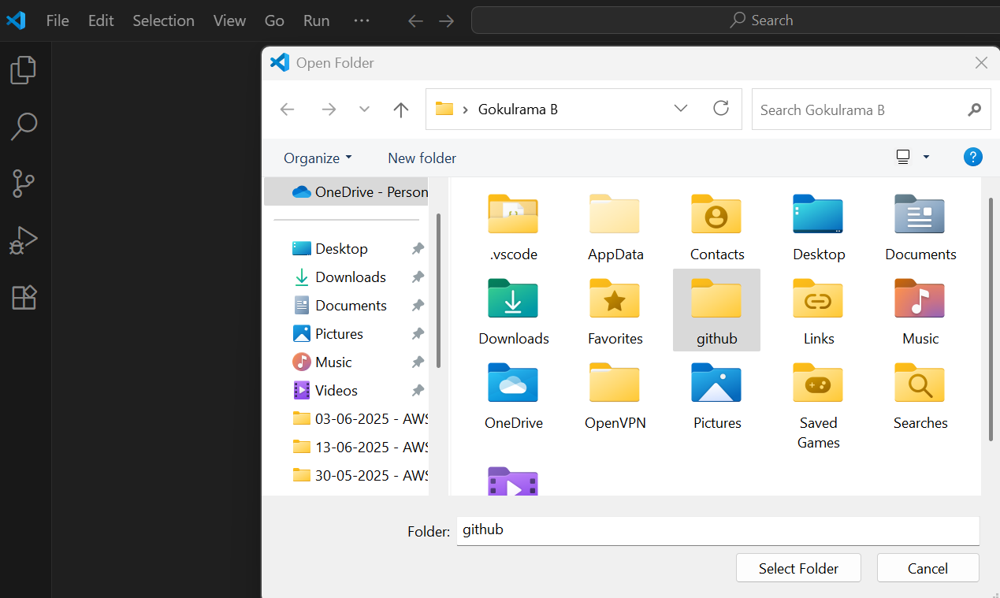 File Edit Selection View Go Run ··· Search
Open Folder
Gokulrama B Search Gokulrama B
Organize New folder ?
OneDrive - Person
Desktop
Downloads
Documents
Pictures
Music
Videos
03-06-2025 - AWS
13-06-2025 - AWS
30-05-2025 - AWS
.vscode AppData Contacts Desktop Documents
Downloads Favorites github Links Music
OneDrive OpenVPN Pictures Saved Games Searches
Folder: github
Select Folder Cancel